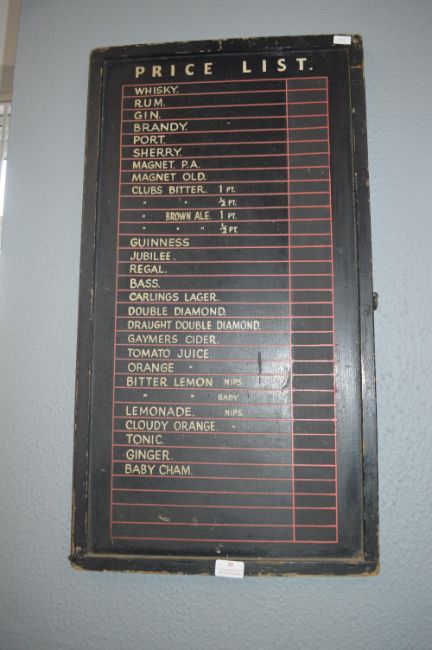 PRICE LIST.
WHISKY.
RUM.
GIN.
BRANDY.
PORT.
SHERRY.
MAGNET P.A.
MAGNET OLD.
CLUBS BITTER. 1 PT.
" " ½ PT.
" BROWN ALE. 1 PT.
" " " ½ PT.
GUINNESS
JUBILEE.
REGAL.
BASS.
CARLINGS LAGER.
DOUBLE DIAMOND.
DRAUGHT DOUBLE DIAMOND.
GAYMERS CIDER.
TOMATO JUICE.
ORANGE "
BITTER LEMON NIPS.
" " BABY
LEMONADE. NIPS.
CLOUDY ORANGE. "
TONIC.
GINGER.
BABY CHAM.